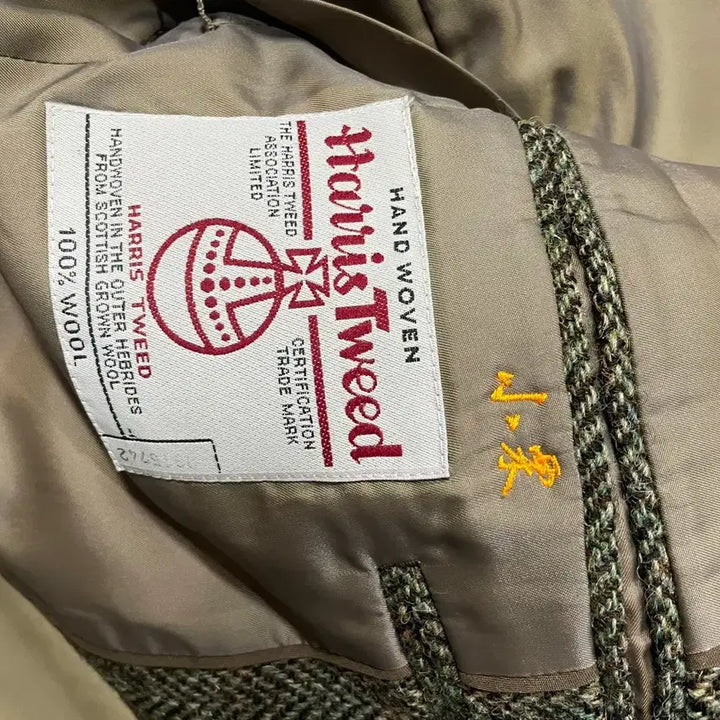 HAND WOVEN
Harris Tweed
THE HARRIS TWEED
ASSOCIATION
LIMITED
CERTIFICATION
TRADE MARK
HARRIS TWEED
HANDWOVEN IN THE OUTER HEBRIDES -
FROM SCOTTISH GROWN WOOL
100% WOOL
小